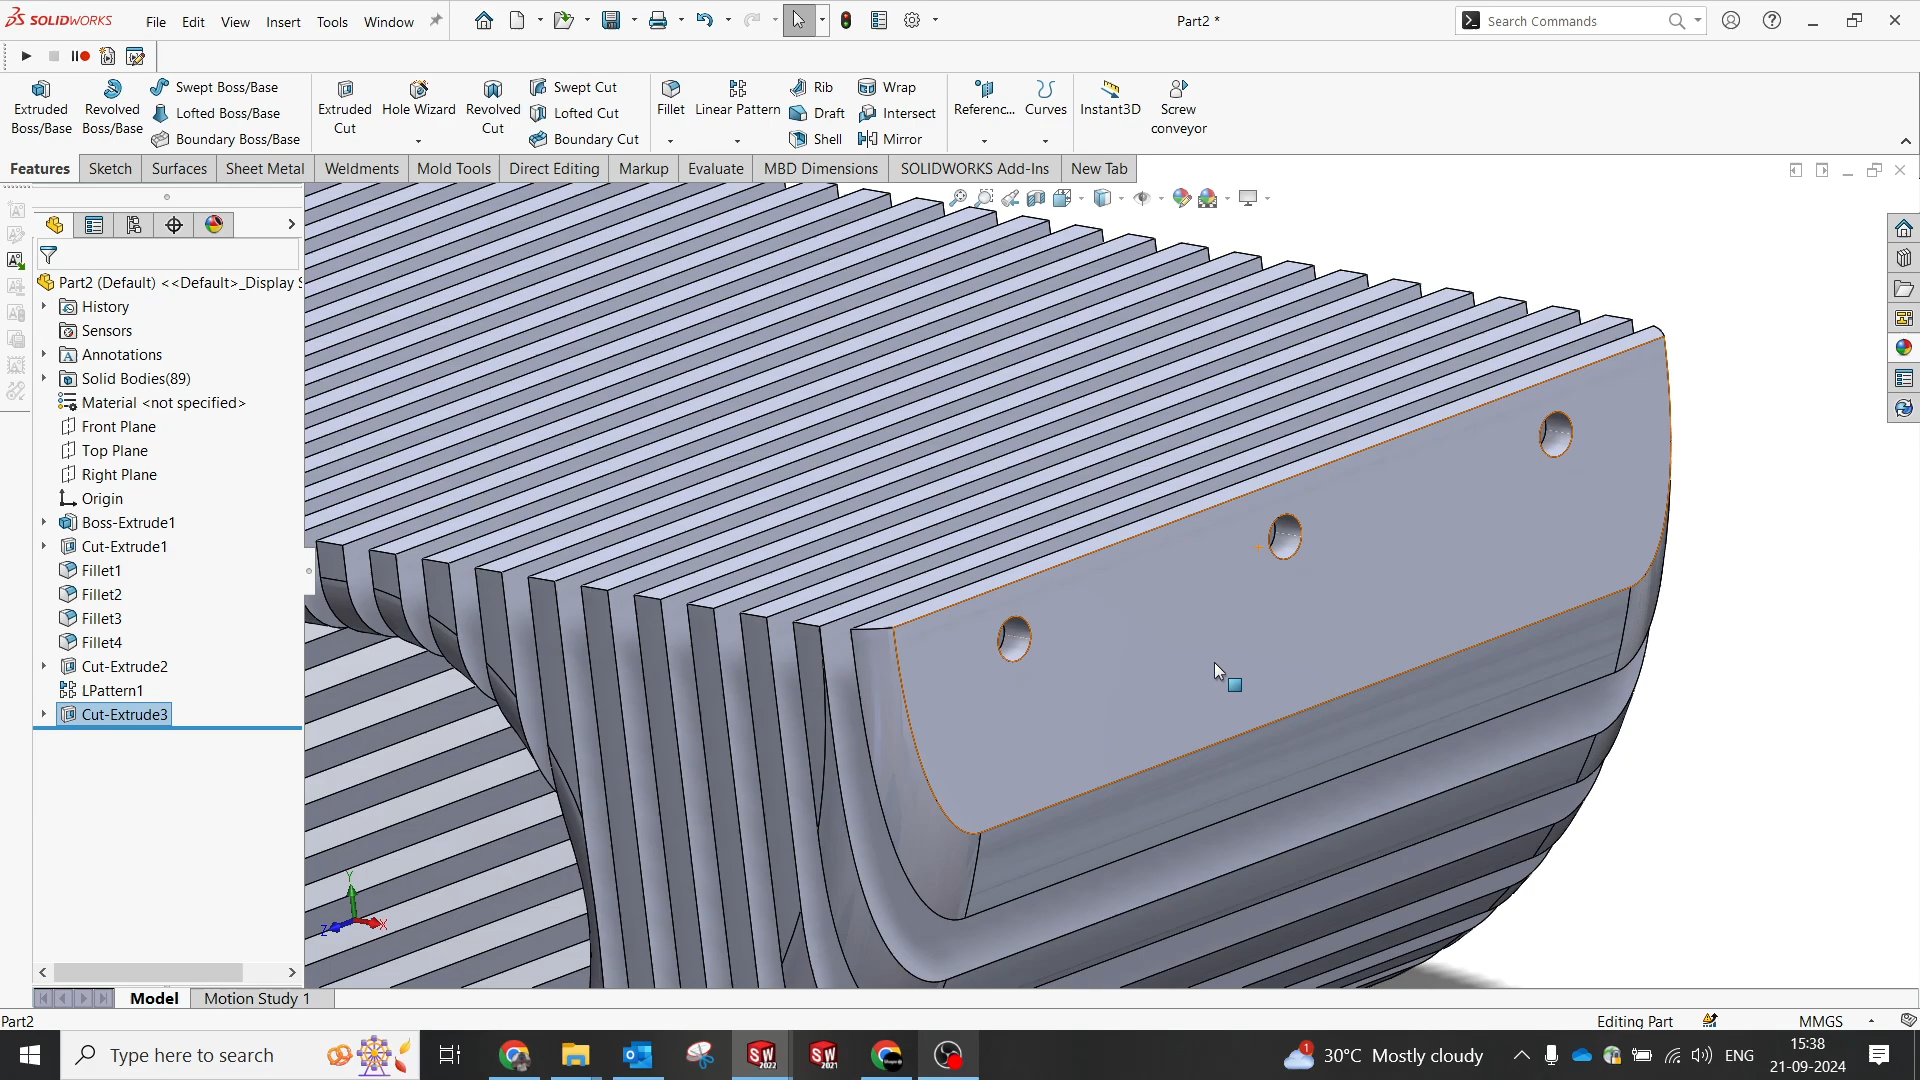 SOLIDWORKS File Edit View Insert Tools Window Part2 * Search Commands
Extruded Boss/Base
Revolved Boss/Base
Swept Boss/Base
Lofted Boss/Base
Boundary Boss/Base
Extruded Cut
Hole Wizard
Revolved Cut
Swept Cut
Lofted Cut
Boundary Cut
Fillet
Linear Pattern
Rib
Draft
Shell
Wrap
Intersect
Mirror
Referenc...
Curves
Instant3D
Screw conveyor
Features Sketch Surfaces Sheet Metal Weldments Mold Tools Direct Editing Markup Evaluate MBD Dimensions SOLIDWORKS Add-Ins New Tab
Part2 (Default) <<Default>_Display S
History
Sensors
Annotations
Solid Bodies(89)
Material <not specified>
Front Plane
Top Plane
Right Plane
Origin
Boss-Extrude1
Cut-Extrude1
Fillet1
Fillet2
Fillet3
Fillet4
Cut-Extrude2
LPattern1
Cut-Extrude3
Y
Z X
Model Motion Study 1
Part2 Editing Part MMGS
Type here to search 30°C Mostly cloudy ENG 15:38
21-09-2024